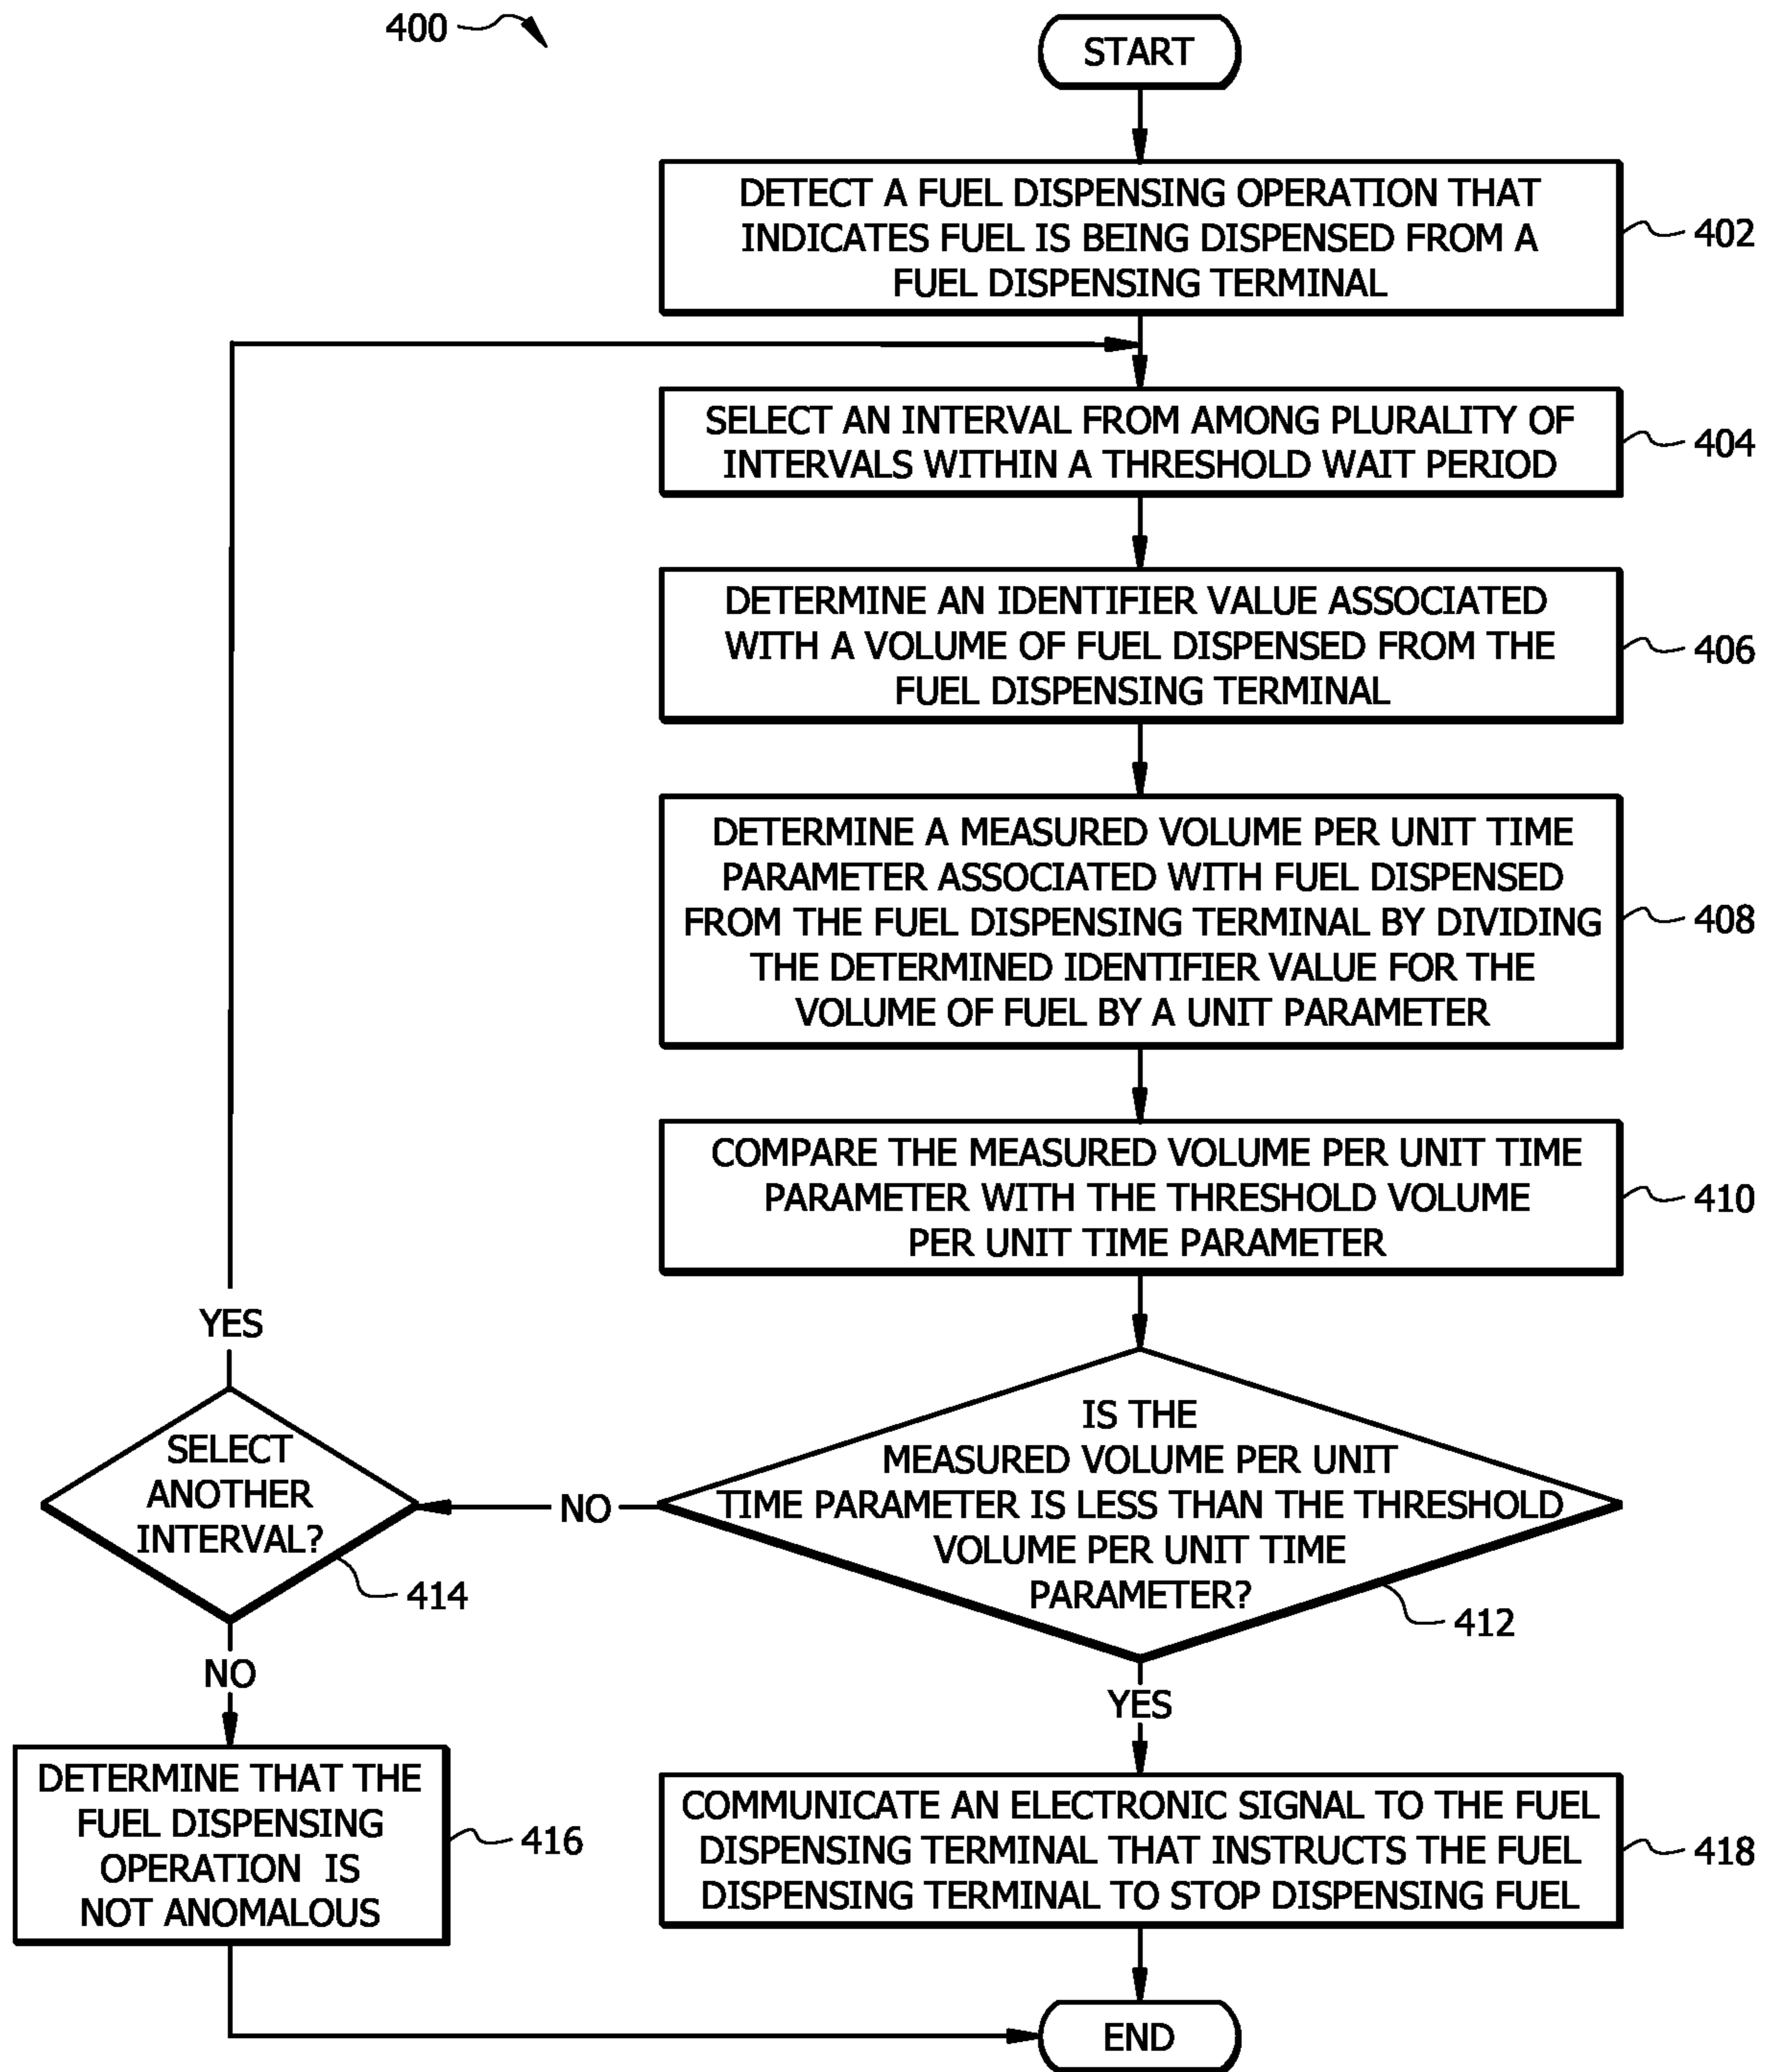 400
START
DETECT A FUEL DISPENSING OPERATION THAT
INDICATES FUEL IS BEING DISPENSED FROM A
FUEL DISPENSING TERMINAL
402
SELECT AN INTERVAL FROM AMONG PLURALITY OF
INTERVALS WITHIN A THRESHOLD WAIT PERIOD
404
DETERMINE AN IDENTIFIER VALUE ASSOCIATED
WITH A VOLUME OF FUEL DISPENSED FROM THE
FUEL DISPENSING TERMINAL
406
DETERMINE A MEASURED VOLUME PER UNIT TIME
PARAMETER ASSOCIATED WITH FUEL DISPENSED
FROM THE FUEL DISPENSING TERMINAL BY DIVIDING
THE DETERMINED IDENTIFIER VALUE FOR THE
VOLUME OF FUEL BY A UNIT PARAMETER
408
COMPARE THE MEASURED VOLUME PER UNIT TIME
PARAMETER WITH THE THRESHOLD VOLUME
PER UNIT TIME PARAMETER
410
IS THE
MEASURED VOLUME PER UNIT
TIME PARAMETER IS LESS THAN THE THRESHOLD
VOLUME PER UNIT TIME
PARAMETER?
412
NO
YES
SELECT
ANOTHER
INTERVAL?
414
YES
NO
DETERMINE THAT THE
FUEL DISPENSING
OPERATION IS
NOT ANOMALOUS
416
COMMUNICATE AN ELECTRONIC SIGNAL TO THE FUEL
DISPENSING TERMINAL THAT INSTRUCTS THE FUEL
DISPENSING TERMINAL TO STOP DISPENSING FUEL
418
END